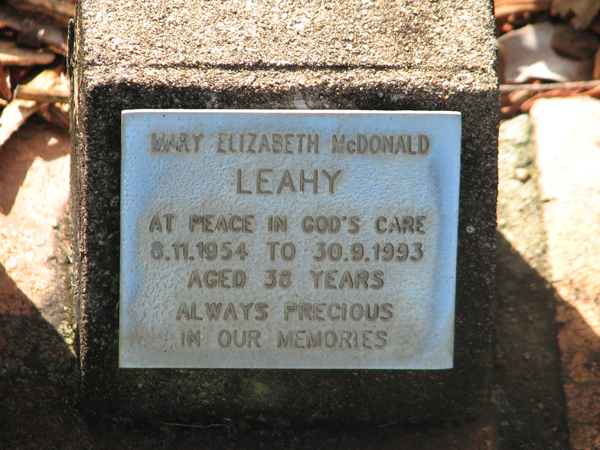 MARY ELIZABETH McDONALD
LEAHY
AT PEACE IN GOD'S CARE
8.11.1954 TO 30.9.1993
AGED 38 YEARS
ALWAYS PRECIOUS
IN OUR MEMORIES